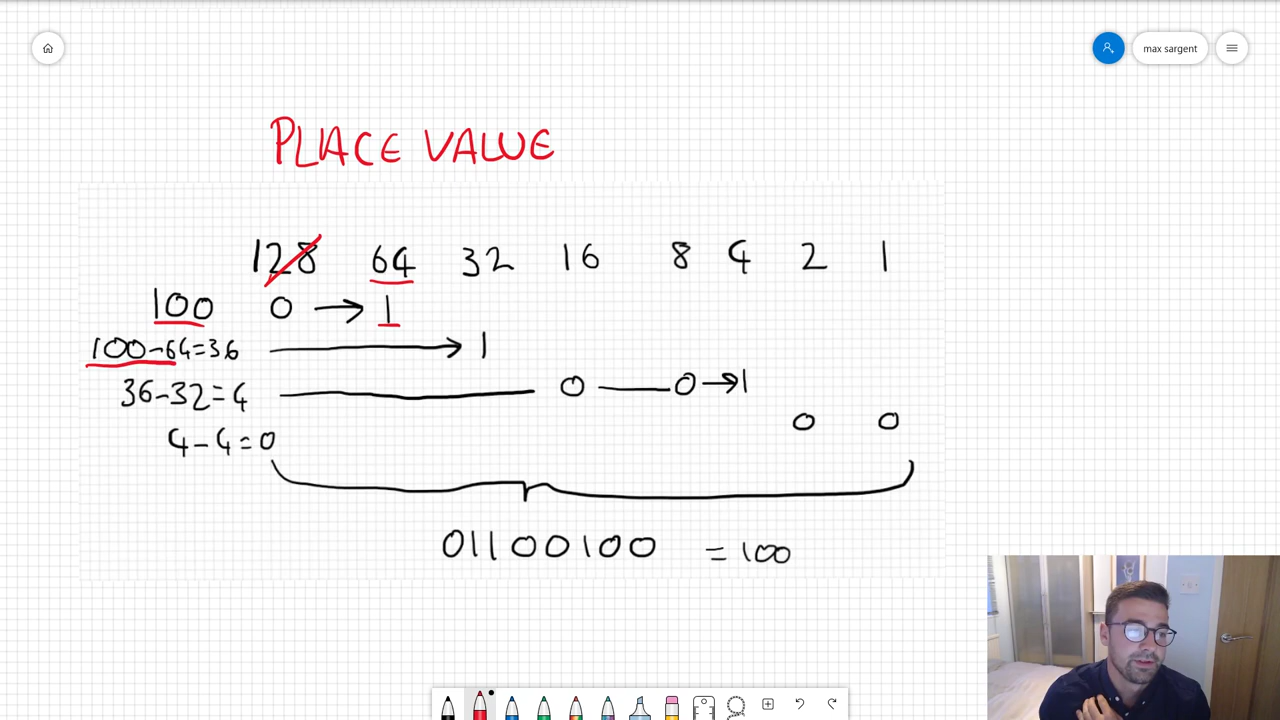 max sargent
PLACE VALUE
128 64 32 16 8 4 2 1
100 0 → 1
100-64=36 → 1
36-32=4 0 0 → 1
4-4=0 0 0
01100100 = 100